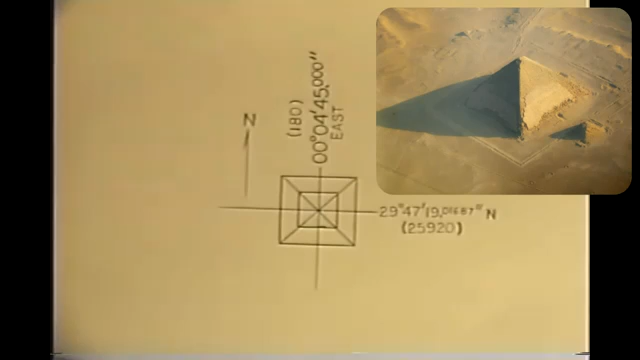 N
(180)
00°04'45,000"
EAST
29°47'19,01687" N
(25920)